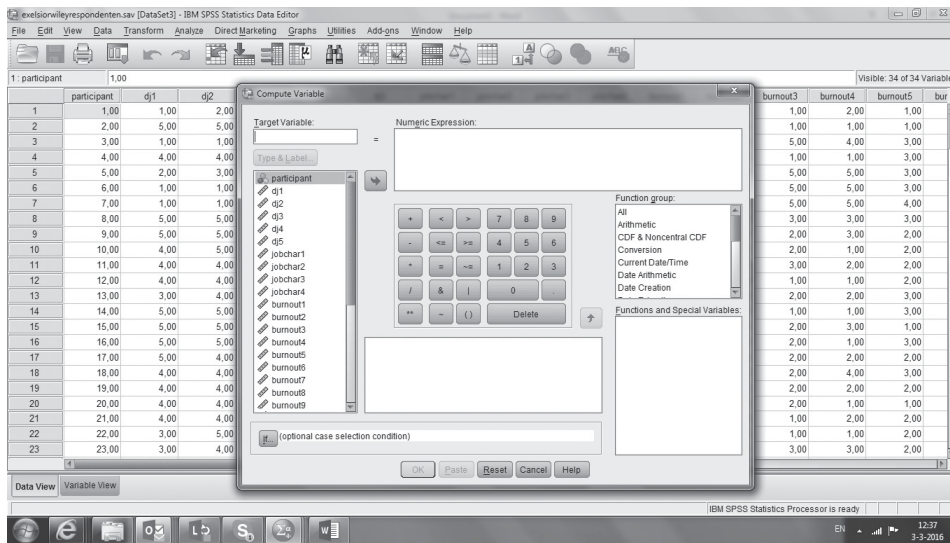 exelsiorwileyrespondenten.sav [DataSet3] - IBM SPSS Statistics Data Editor
File Edit View Data Transform Analyze Direct Marketing Graphs Utilities Add-ons Window Help
1 : participant 1,00 Visible: 34 of 34 Variable
participant dj1 dj2 burnout3 burnout4 burnout5 bur
1 1,00 1,00 2,00 1,00 2,00 1,00
2 2,00 5,00 5,00 1,00 1,00 1,00
3 3,00 1,00 1,00 5,00 4,00 3,00
4 4,00 4,00 4,00 1,00 1,00 3,00
5 5,00 2,00 3,00 5,00 5,00 3,00
6 6,00 1,00 1,00 5,00 5,00 3,00
7 7,00 1,00 1,00 5,00 5,00 4,00
8 8,00 5,00 5,00 3,00 3,00 3,00
9 9,00 5,00 5,00 2,00 3,00 2,00
10 10,00 4,00 5,00 2,00 1,00 2,00
11 11,00 4,00 4,00 3,00 2,00 2,00
12 12,00 4,00 4,00 1,00 1,00 2,00
13 13,00 3,00 4,00 2,00 2,00 3,00
14 14,00 5,00 5,00 1,00 1,00 3,00
15 15,00 5,00 5,00 2,00 3,00 1,00
16 16,00 5,00 5,00 2,00 1,00 3,00
17 17,00 5,00 4,00 2,00 2,00 2,00
18 18,00 4,00 4,00 2,00 4,00 3,00
19 19,00 4,00 4,00 2,00 2,00 2,00
20 20,00 4,00 4,00 2,00 1,00 1,00
21 21,00 4,00 4,00 1,00 2,00 2,00
22 22,00 3,00 5,00 1,00 1,00 2,00
23 23,00 3,00 4,00 3,00 3,00 2,00
Compute Variable
Target Variable:
=
Numeric Expression:
Type & Label...
participant
dj1
dj2
dj3
dj4
dj5
jobchar1
jobchar2
jobchar3
jobchar4
burnout1
burnout2
burnout3
burnout4
burnout5
burnout6
burnout7
burnout8
burnout9
+ < > 7 8 9
- <= >= 4 5 6
* = ~= 1 2 3
/ & | 0 .
** ~ ( ) Delete
Function group:
All
Arithmetic
CDF & Noncentral CDF
Conversion
Current Date/Time
Date Arithmetic
Date Creation
Functions and Special Variables:
If... (optional case selection condition)
OK Paste Reset Cancel Help
Data View Variable View
IBM SPSS Statistics Processor is ready
EN 12:37
3-3-2016